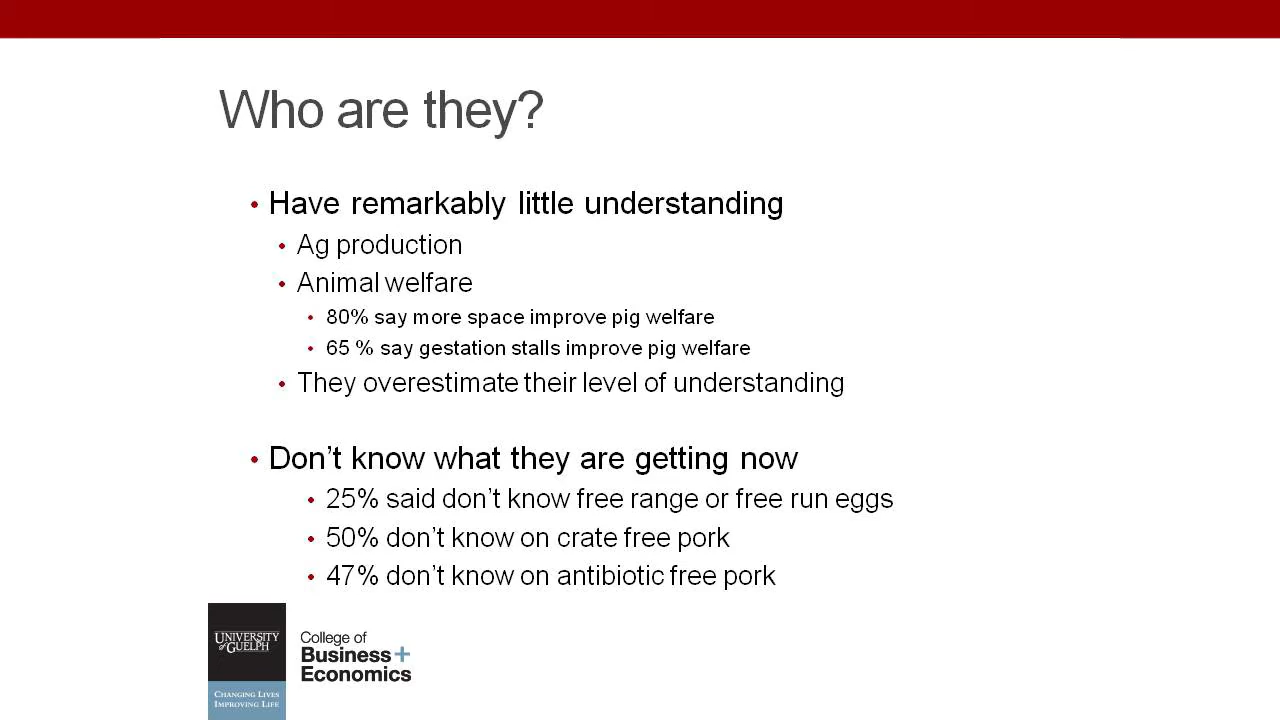 Who are they?
• Have remarkably little understanding
• Ag production
• Animal welfare
• 80% say more space improve pig welfare
• 65 % say gestation stalls improve pig welfare
• They overestimate their level of understanding
• Don't know what they are getting now
• 25% said don't know free range or free run eggs
• 50% don't know on crate free pork
• 47% don't know on antibiotic free pork
UNIVERSITY
of GUELPH
CHANGING LIVES
IMPROVING LIFE
College of
Business+
Economics